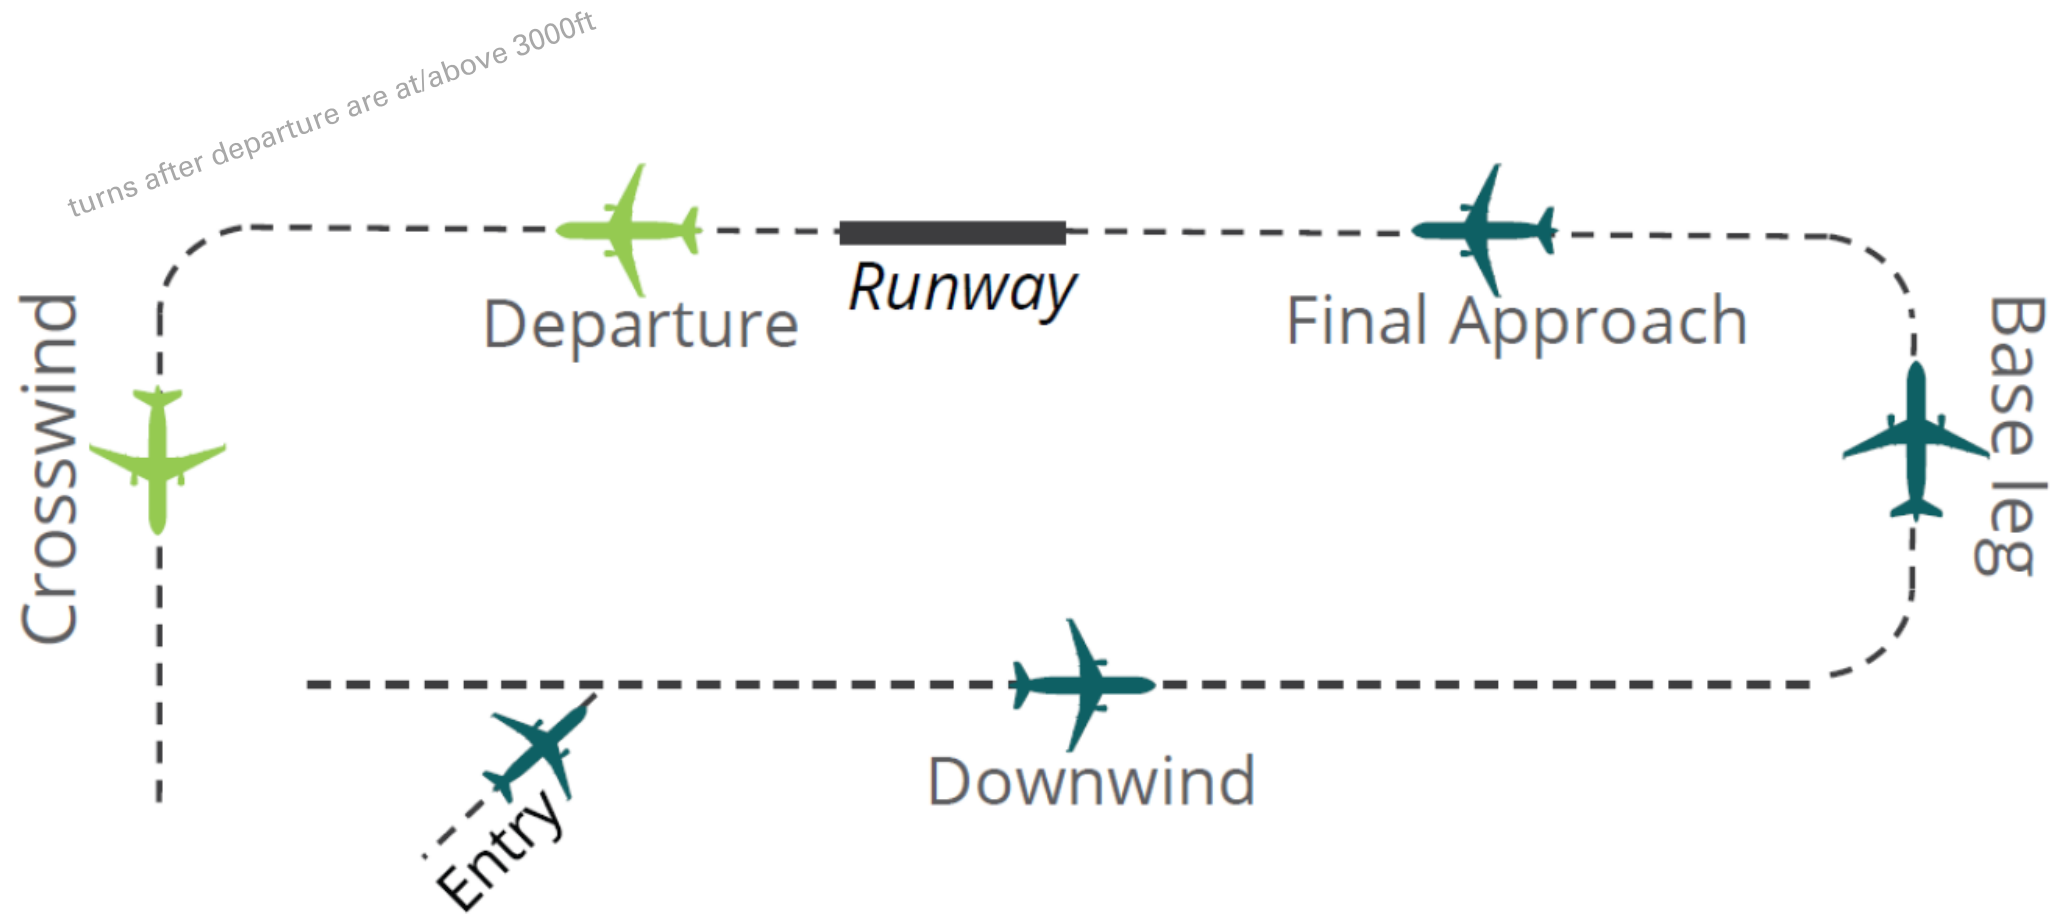 turns after departure are at/above 3000ft
Departure
Runway
Final Approach
Crosswind
Base leg
Downwind
Entry